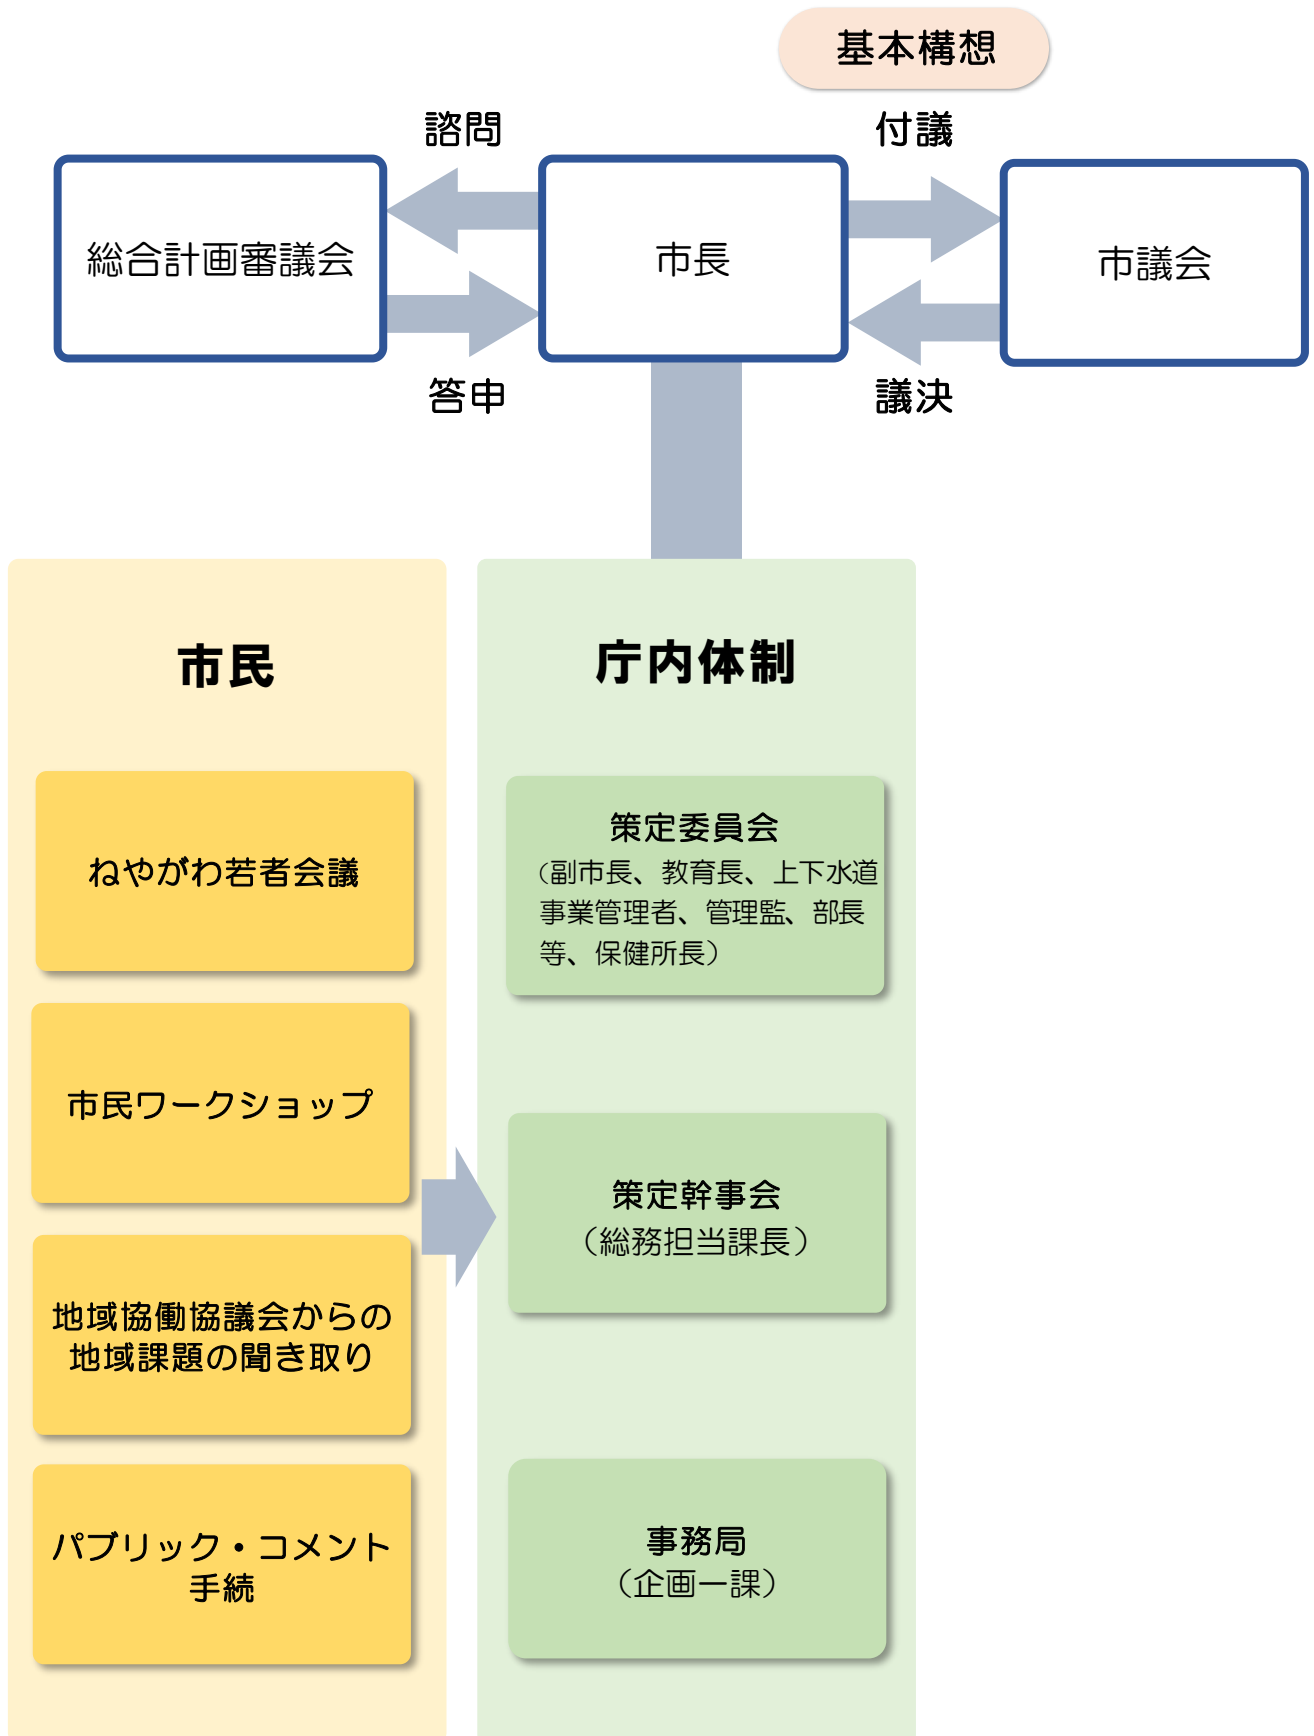 基本構想
諮問
付議
総合計画審議会
市長
市議会
答申
議決
市民
ねやがわ若者会議
市民ワークショップ
地域協働協議会からの
地域課題の聞き取り
パブリック・コメント
手続
庁内体制
策定委員会
（副市長、教育長、上下水道
事業管理者、管理監、部長
等、保健所長）
策定幹事会
（総務担当課長）
事務局
（企画一課）